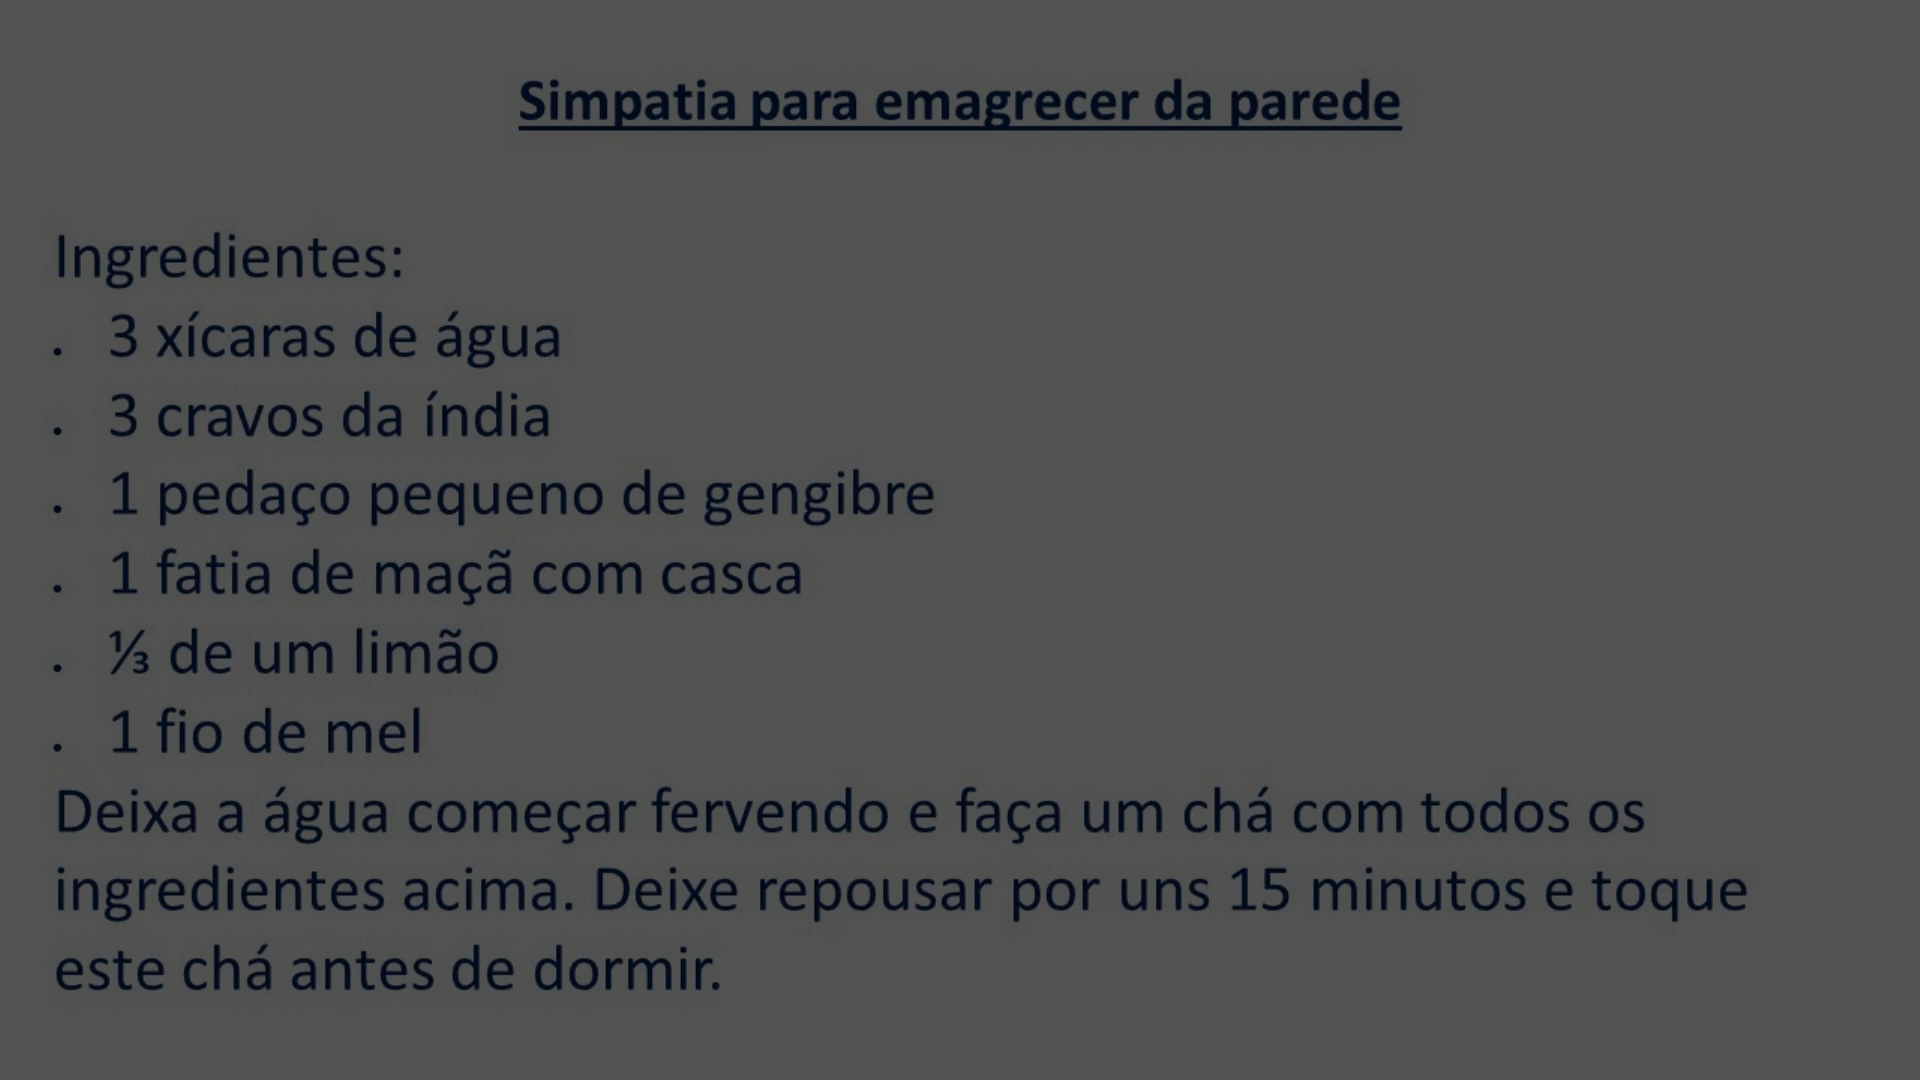 Simpatia para emagrecer da parede
Ingredientes:
. 3 xícaras de água
. 3 cravos da índia
. 1 pedaço pequeno de gengibre
. 1 fatia de maçã com casca
. ⅓ de um limão
. 1 fio de mel
Deixa a água começar fervendo e faça um chá com todos os
ingredientes acima. Deixe repousar por uns 15 minutos e toque
este chá antes de dormir.